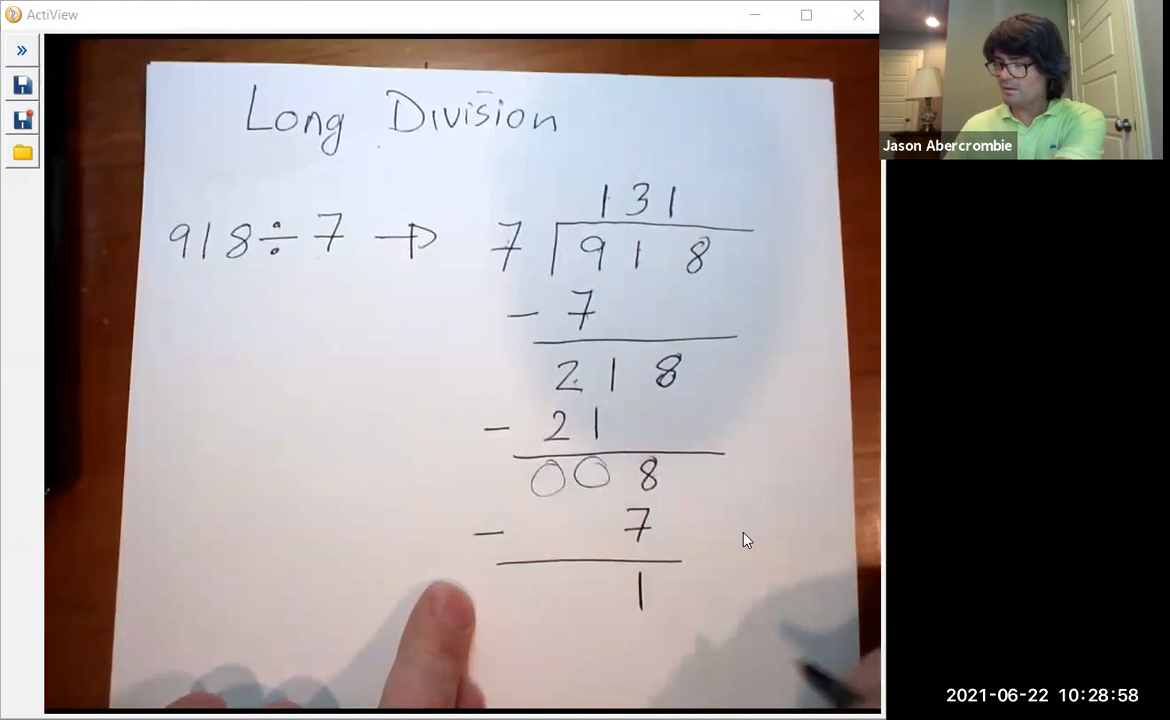 ActiView
Long Division
131
918 ÷ 7 → 7 918
- 7
218
- 21
008
- 7
1
Jason Abercrombie
2021-06-22 10:28:58